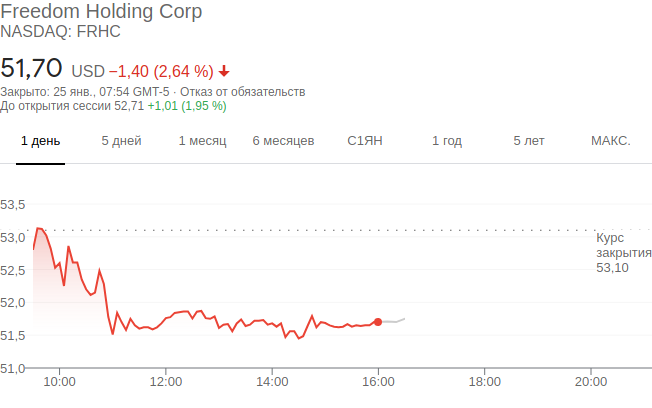 Freedom Holding Corp
NASDAQ: FRHC
51,70 USD −1,40 (2,64 %)
Закрыто: 25 янв., 07:54 GMT-5 · Отказ от обязательств
До открытия сессии 52,71 +1,01 (1,95 %)
1 день 5 дней 1 месяц 6 месяцев С1ЯН 1 год 5 лет МАКС.
53,5
53,0
52,5
52,0
51,5
51,0
Курс
закрытия
53,10
10:00 12:00 14:00 16:00 18:00 20:00